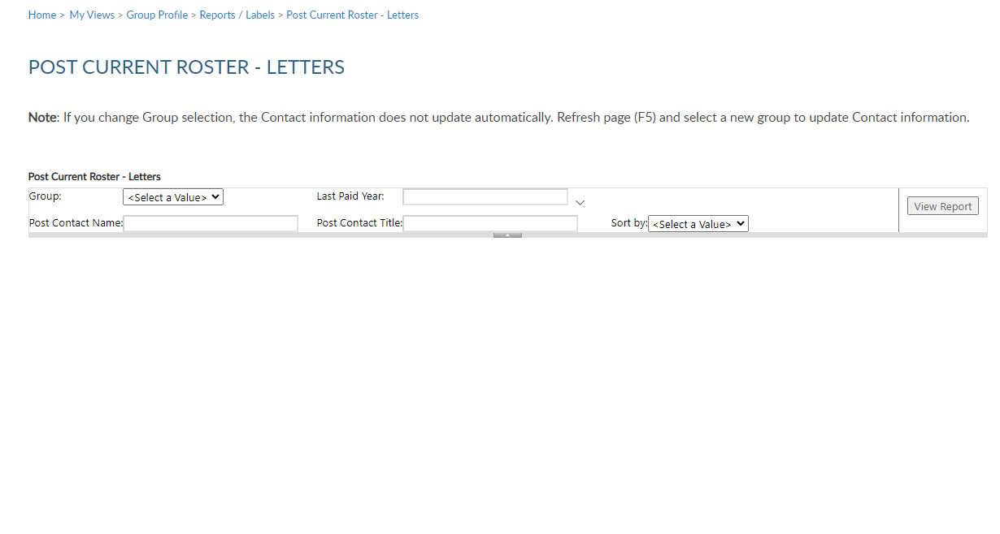 Home > My Views > Group Profile > Reports / Labels > Post Current Roster - Letters
POST CURRENT ROSTER - LETTERS
Note: If you change Group selection, the Contact information does not update automatically. Refresh page (F5) and select a new group to update Contact information.
Post Current Roster - Letters
Group: <Select a Value> Last Paid Year:
View Report
Post Contact Name: Post Contact Title: Sort by: <Select a Value>